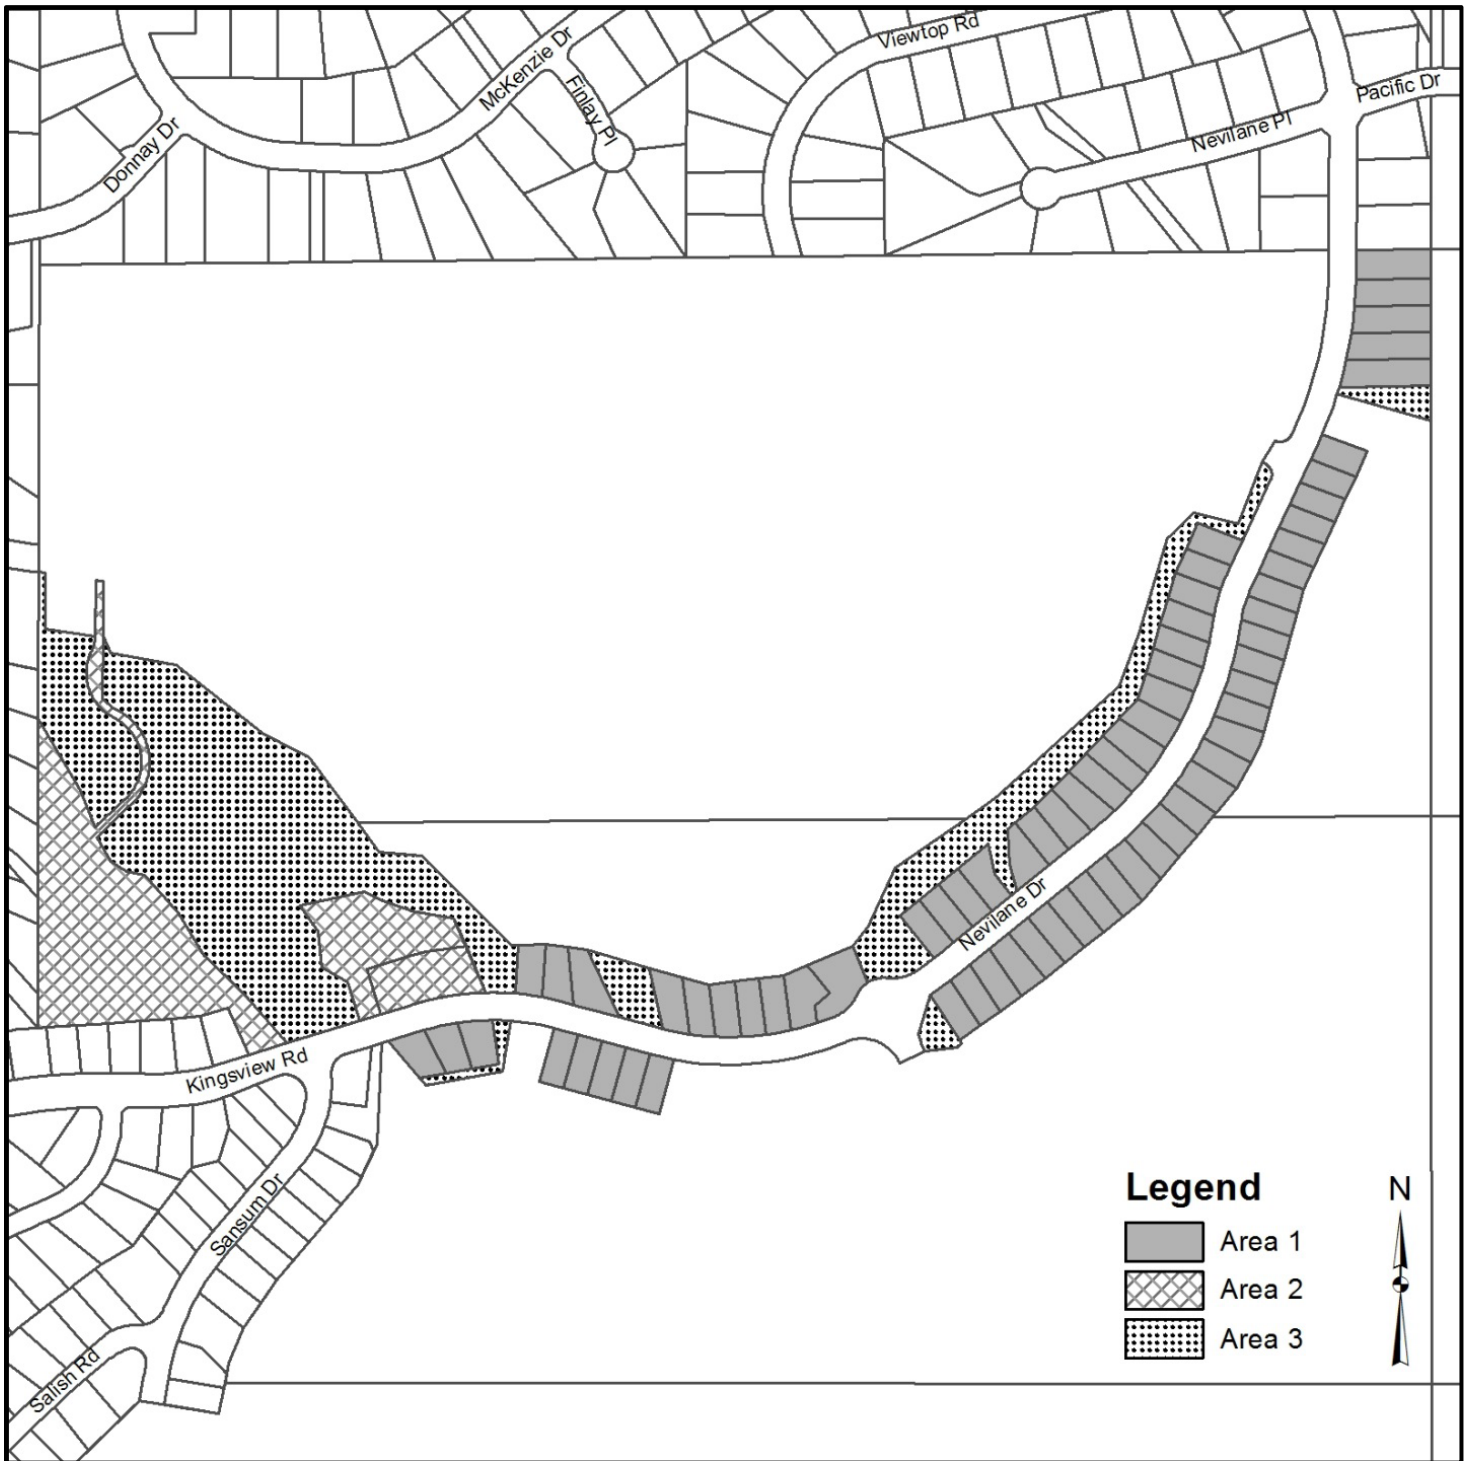 Viewtop Rd
McKenzie Dr
Finlay Pl
Pacific Dr
Nevilane Pl
Donnay Dr
Nevilane Dr
Kingsview Rd
Sansum Dr
Salish Rd
Legend
N
Area 1
Area 2
Area 3